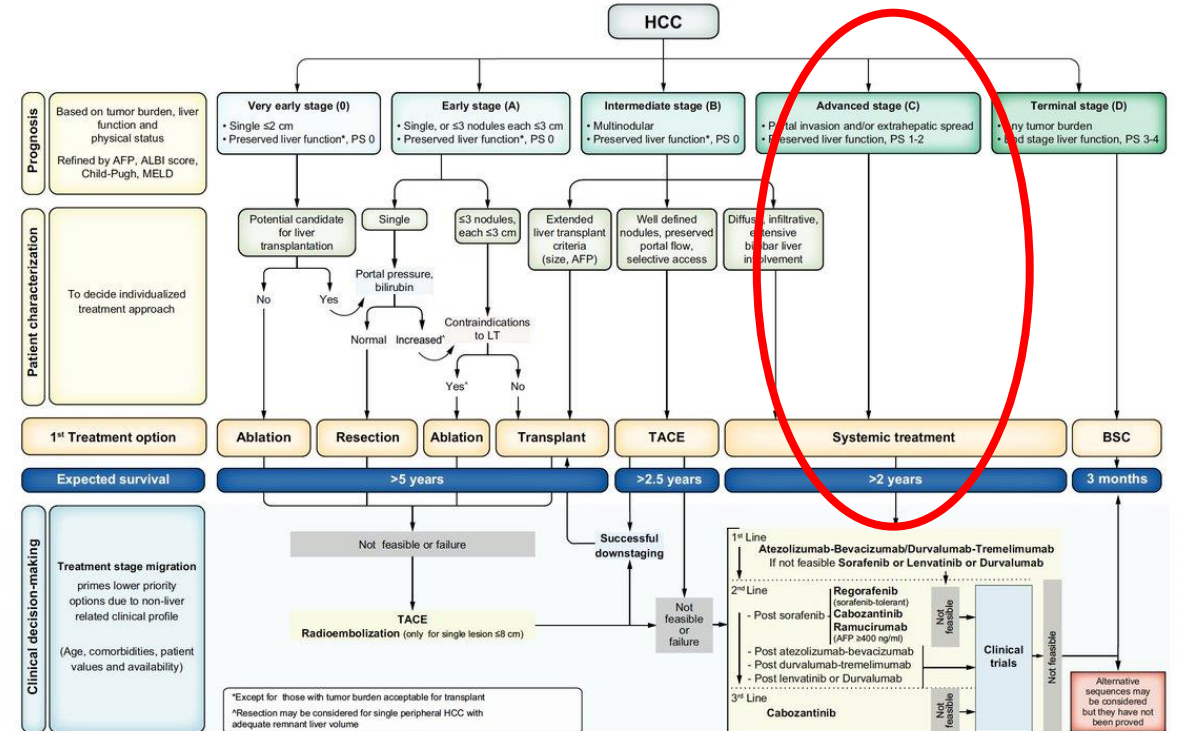 HCC
Prognosis
Based on tumor burden, liver
function and
physical status
Refined by AFP, ALBI score,
Child-Pugh, MELD
Very early stage (0)
• Single ≤2 cm
• Preserved liver function*, PS 0
Early stage (A)
• Single, or ≤3 nodules each ≤3 cm
• Preserved liver function*, PS 0
Intermediate stage (B)
• Multinodular
• Preserved liver function*, PS 0
Advanced stage (C)
• Portal invasion and/or extrahepatic spread
• Preserved liver function, PS 1-2
Terminal stage (D)
• Any tumor burden
• End stage liver function, PS 3-4
Patient characterization
To decide individualized
treatment approach
Potential candidate
for liver
transplantation
Single
≤3 nodules,
each ≤3 cm
Extended
liver transplant
criteria
(size, AFP)
Well defined
nodules, preserved
portal flow,
selective access
Diffuse, infiltrative,
extensive
bilobar liver
involvement
No
Yes
Portal pressure,
bilirubin
Normal
Increased^
Contraindications
to LT
Yes^
No
1st Treatment option
Ablation
Resection
Ablation
Transplant
TACE
Systemic treatment
BSC
Expected survival
>5 years
>2.5 years
>2 years
3 months
Clinical decision-making
Treatment stage migration
primes lower priority
options due to non-liver
related clinical profile
(Age, comorbidities, patient
values and availability)
Not feasible or failure
TACE
Radioembolization (only for single lesion ≤8 cm)
Successful
downstaging
Not
feasible
or
failure
1st Line
Atezolizumab-Bevacizumab/Durvalumab-Tremelimumab
If not feasible Sorafenib or Lenvatinib or Durvalumab
2nd Line
- Post sorafenib
Regorafenib
(sorafenib-tolerant)
Cabozantinib
Ramucirumab
(AFP ≥400 ng/ml)
- Post atezolizumab-bevacizumab
- Post durvalumab-tremelimumab
- Post lenvatinib or Durvalumab
3rd Line
Cabozantinib
Not
feasible
Not
feasible
Clinical
trials
Not feasible
Alternative
sequences may
be considered
but they have not
been proved
*Except for those with tumor burden acceptable for transplant
^Resection may be considered for single peripheral HCC with
adequate remnant liver volume